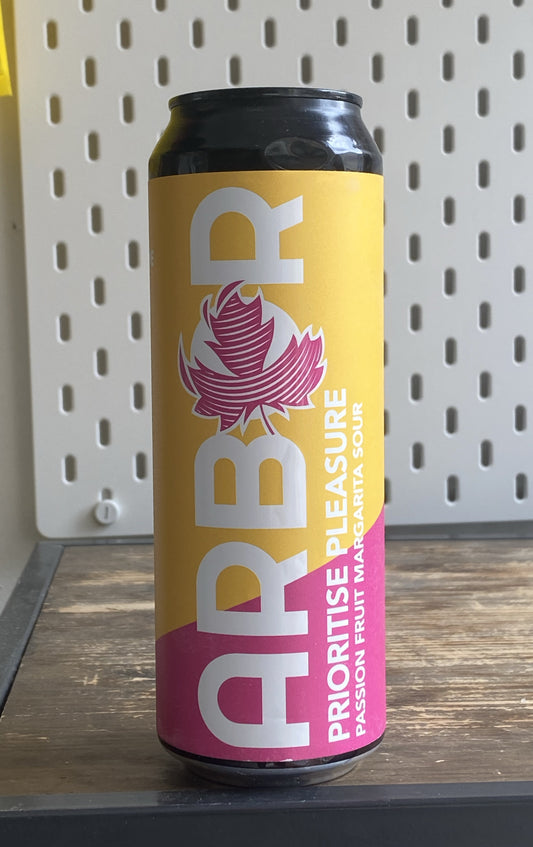 ARBOR
PRIORITISE PLEASURE
PASSION FRUIT MARGARITA SOUR